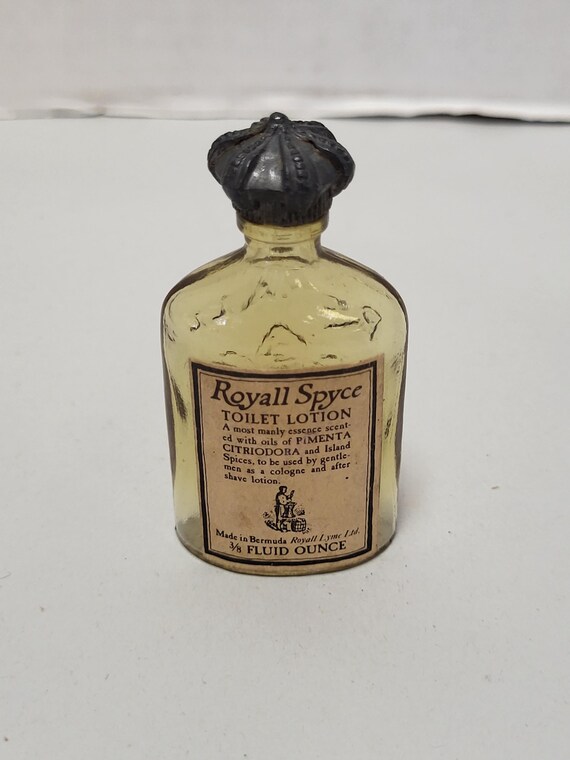 Royall Spyce
TOILET LOTION
A most manly essence scent-
ed with oils of PIMENTA
CITRIODORA and Island
Spices, to be used by gentle-
men as a cologne and after
shave lotion.
Made in Bermuda Royall Lyme Ltd.
3/8 FLUID OUNCE